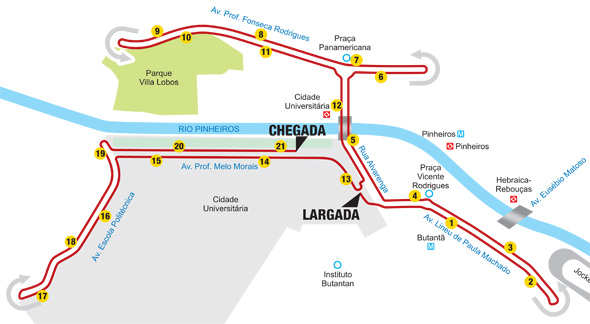 Av. Prof. Fonseca Rodrigues
9
8
10
11
Praça
Panamericana
7
6
Parque
Villa Lobos
Cidade
Universitária
12
RIO PINHEIROS
CHEGADA
5
Pinheiros M
Pinheiros
19
20
21
15
14
Av. Prof. Melo Morais
Rua Alvarenga
13
Praça
Vicente
Rodrigues
Hebraica-
Rebouças
Av. Eusébio Matoso
4
LARGADA
Cidade
Universitária
16
Av. Escola Politécnica
18
17
1
Av. Lineu de Paula Machado
Butantã
M
3
2
Instituto
Butantan